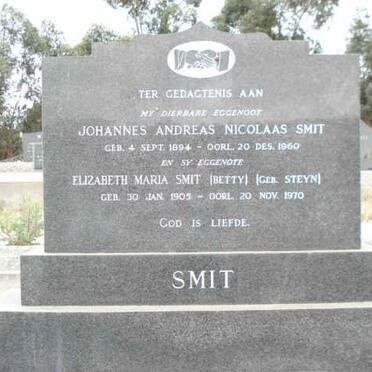 TER GEDAGTENIS AAN
MY DIERBARE EGGENOOT
JOHANNES ANDREAS NICOLAAS SMIT
GEB. 4 SEPT. 1894 – OORL. 20 DES. 1960
EN SY EGGENOTE
ELIZABETH MARIA SMIT (BETTY) (GEB. STEYN)
GEB. 30 JAN. 1905 – OORL. 20 NOV. 1970
GOD IS LIEFDE.
SMIT